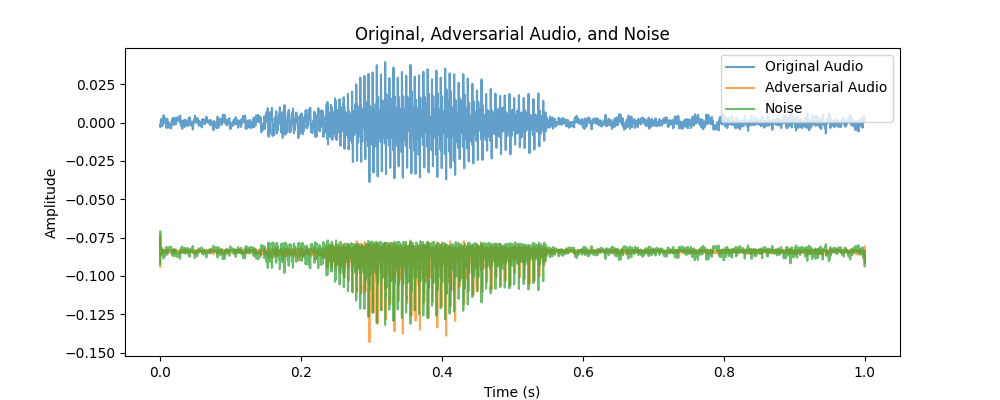 Original, Adversarial Audio, and Noise
Original Audio
Adversarial Audio
Noise
Amplitude
0.025
0.000
−0.025
−0.050
−0.075
−0.100
−0.125
−0.150
0.0 0.2 0.4 0.6 0.8 1.0
Time (s)